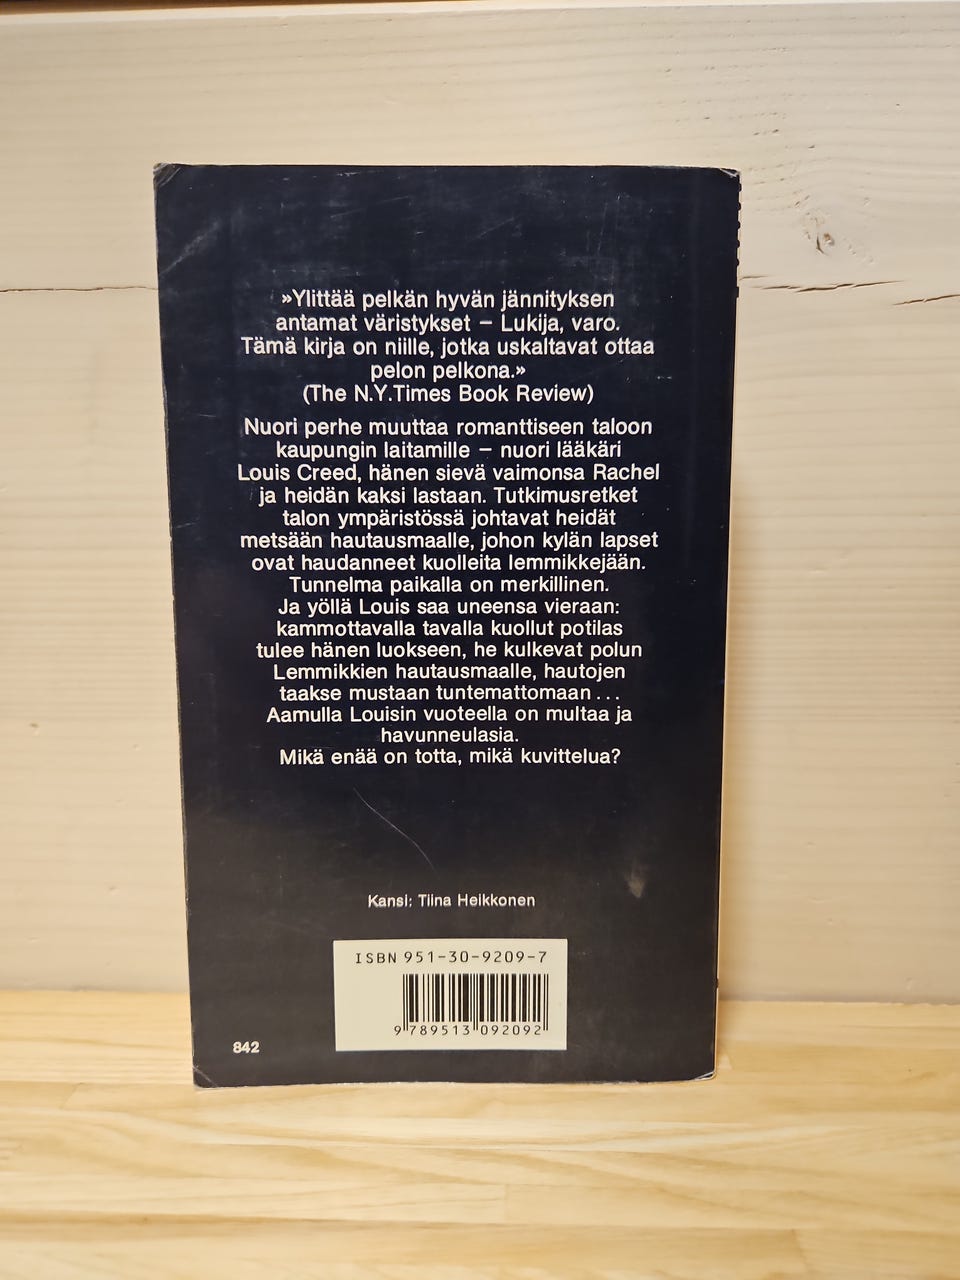 »Ylittää pelkän hyvän jännityksen
antamat väristykset – Lukija, varo.
Tämä kirja on niille, jotka uskaltavat ottaa
pelon pelkona.»
(The N.Y.Times Book Review)
Nuori perhe muuttaa romanttiseen taloon
kaupungin laitamille – nuori lääkäri
Louis Creed, hänen sievä vaimonsa Rachel
ja heidän kaksi lastaan. Tutkimusretket
talon ympäristössä johtavat heidät
metsään hautausmaalle, johon kylän lapset
ovat haudanneet kuolleita lemmikkejään.
Tunnelma paikalla on merkillinen.
Ja yöllä Louis saa uneensa vieraan:
kammottavalla tavalla kuollut potilas
tulee hänen luokseen, he kulkevat polun
Lemmikkien hautausmaalle, hautojen
taakse mustaan tuntemattomaan...
Aamulla Louisin vuoteella on multaa ja
havunneulasia.
Mikä enää on totta, mikä kuvittelua?
Kansi: Tiina Heikkonen
ISBN 951-30-9209-7
9 789513 092092
842